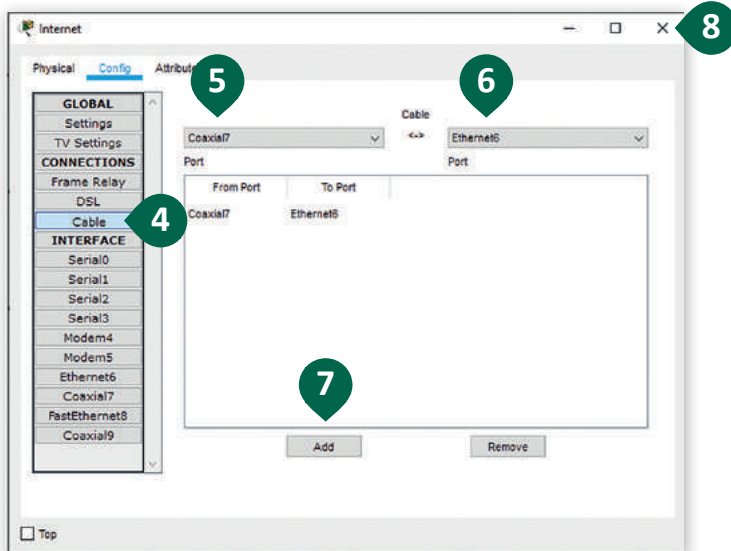 Internet
8
Physical Config Attribute
5
6
GLOBAL
Settings
TV Settings
CONNECTIONS
Frame Relay
DSL
Cable
INTERFACE
Serial0
Serial1
Serial2
Serial3
Modem4
Modem5
Ethernet6
Coaxial7
FastEthernet8
Coaxial9
4
Cable
Coaxial7 <-> Ethernet6
Port Port
From Port To Port
Coaxial7 Ethernet6
7
Add Remove
Top